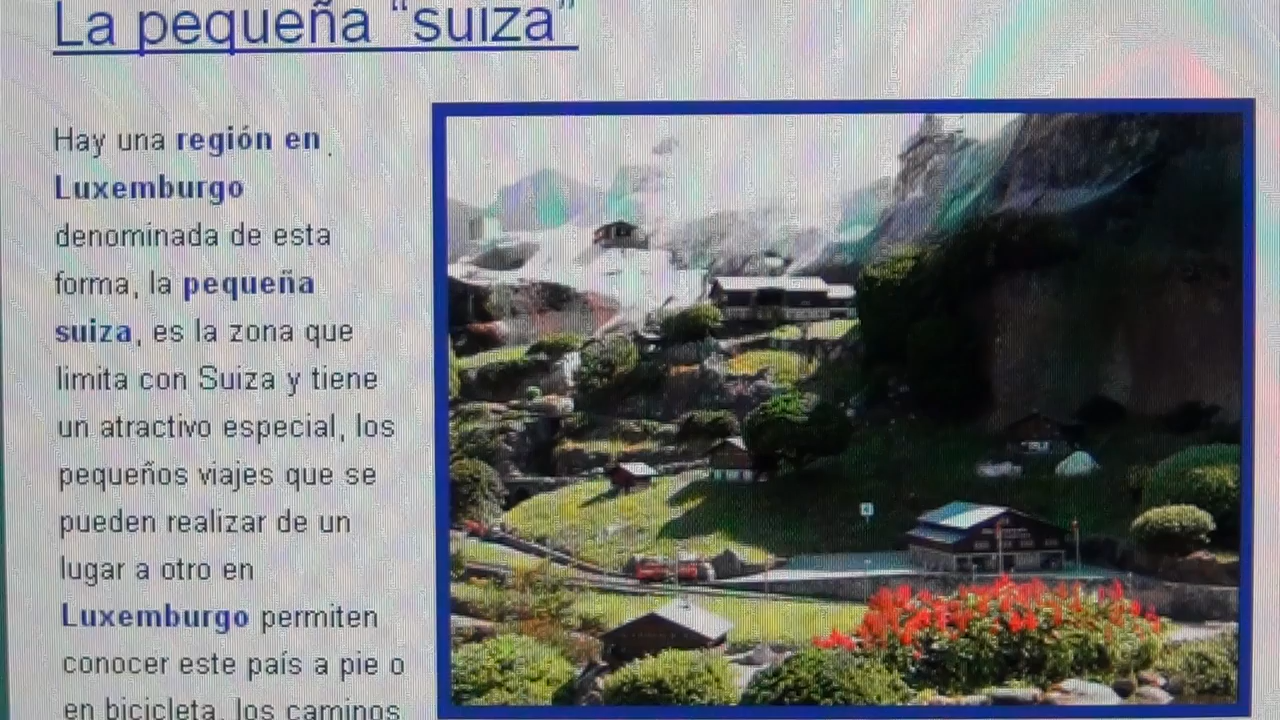 La pequeña “suiza”
Hay una región en
Luxemburgo
denominada de esta
forma, la pequeña
suiza, es la zona que
limita con Suiza y tiene
un atractivo especial, los
pequeños viajes que se
pueden realizar de un
lugar a otro en
Luxemburgo permiten
conocer este país a pie o
en bicicleta, los caminos